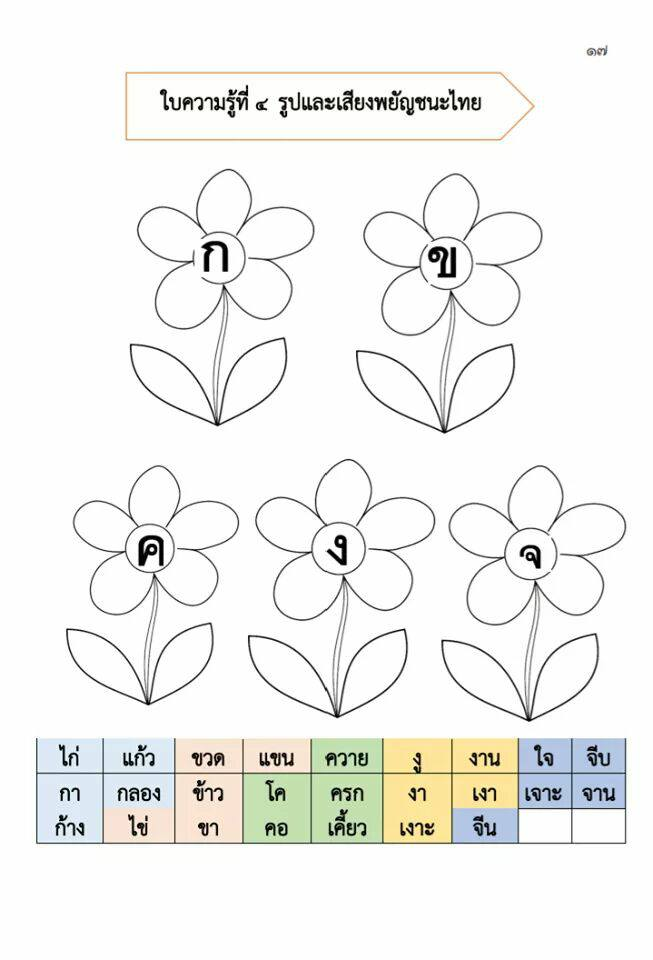 ๑๗
ใบความรู้ที่ ๔ รูปและเสียงพยัญชนะไทย
ก ข
ค ง จ
ไก่ แก้ว ขวด แขน ควาย งู งาน ใจ จีบ
กา กลอง ข้าว โค ครก งา เงา เจาะ จาน
ก้าง ไข่ ขา คอ เคี้ยว เงาะ จีน